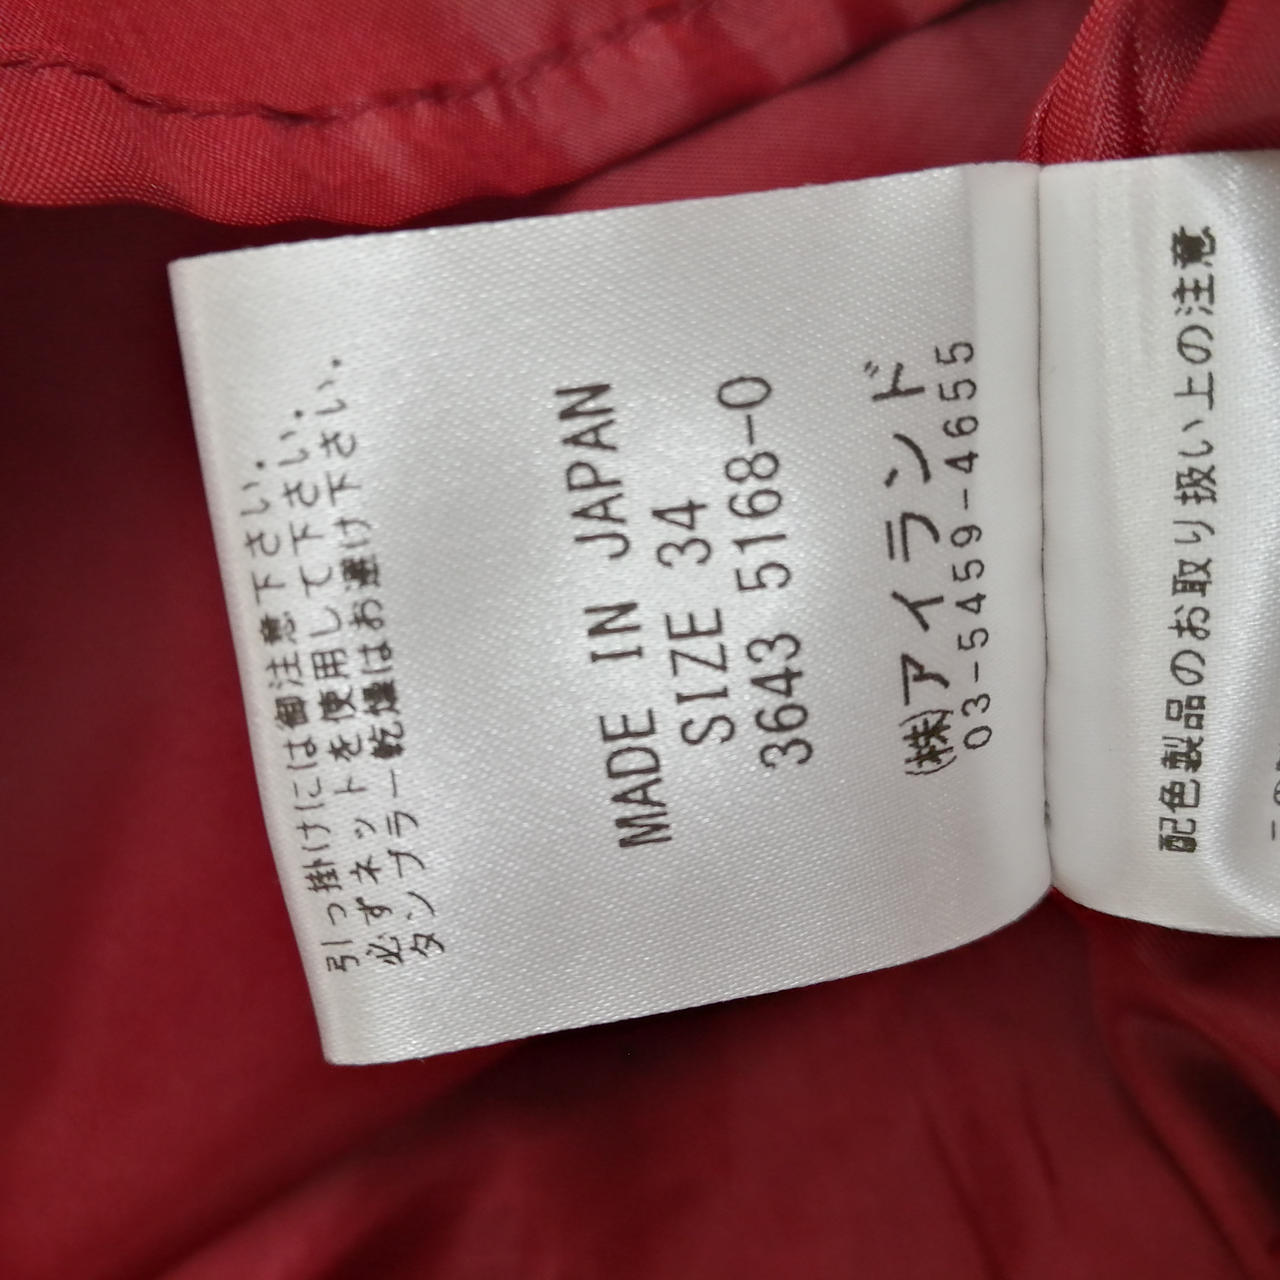 引っ掛けには御注意下さい.
必ずネットを使用して下さい.
タンブラー乾燥はお避け下さい.
MADE IN JAPAN
SIZE 34
3643 5168-0
㈱アイランド
03-5459-4655
配色製品のお取り扱い上の注意